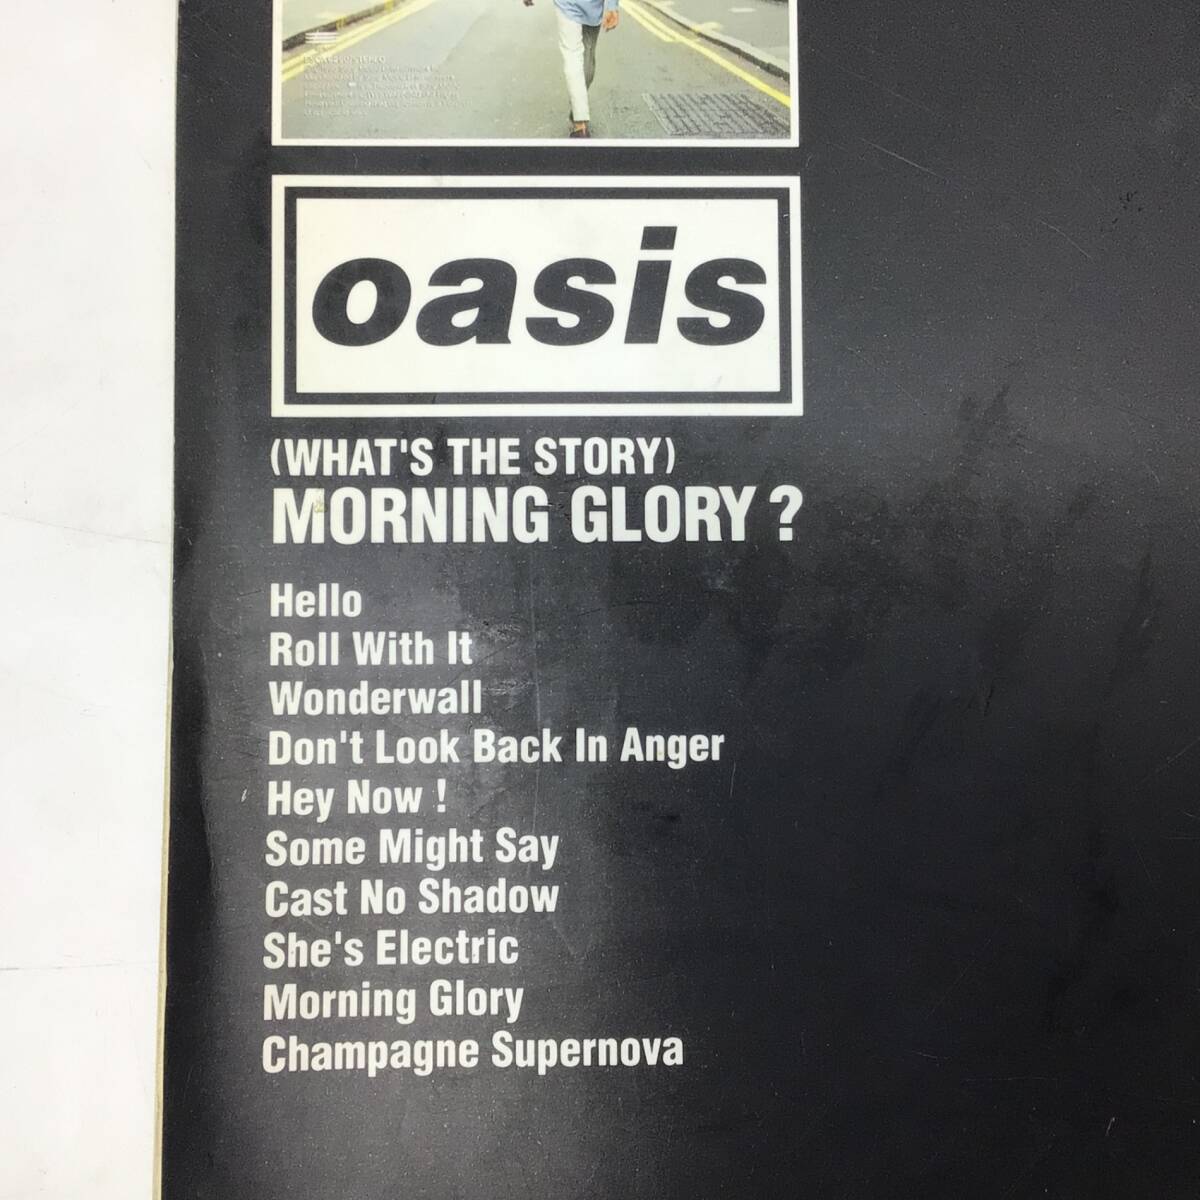 oasis
(WHAT'S THE STORY)
MORNING GLORY ?
Hello
Roll With It
Wonderwall
Don't Look Back In Anger
Hey Now !
Some Might Say
Cast No Shadow
She's Electric
Morning Glory
Champagne Supernova